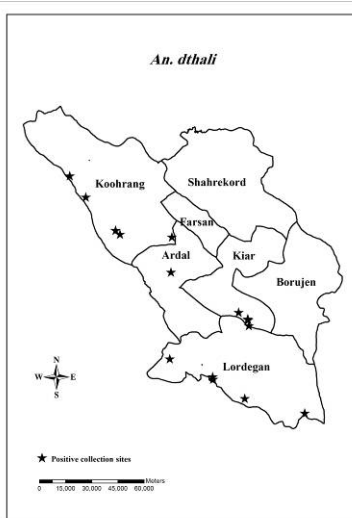 An. dthali
Shahrekord
Koohrang
Farsan
Ardal
Kiar
Borujen
Lordegan
N
W E
S
Positive collection sites
Meters
0 15,000 30,000 45,000 60,000